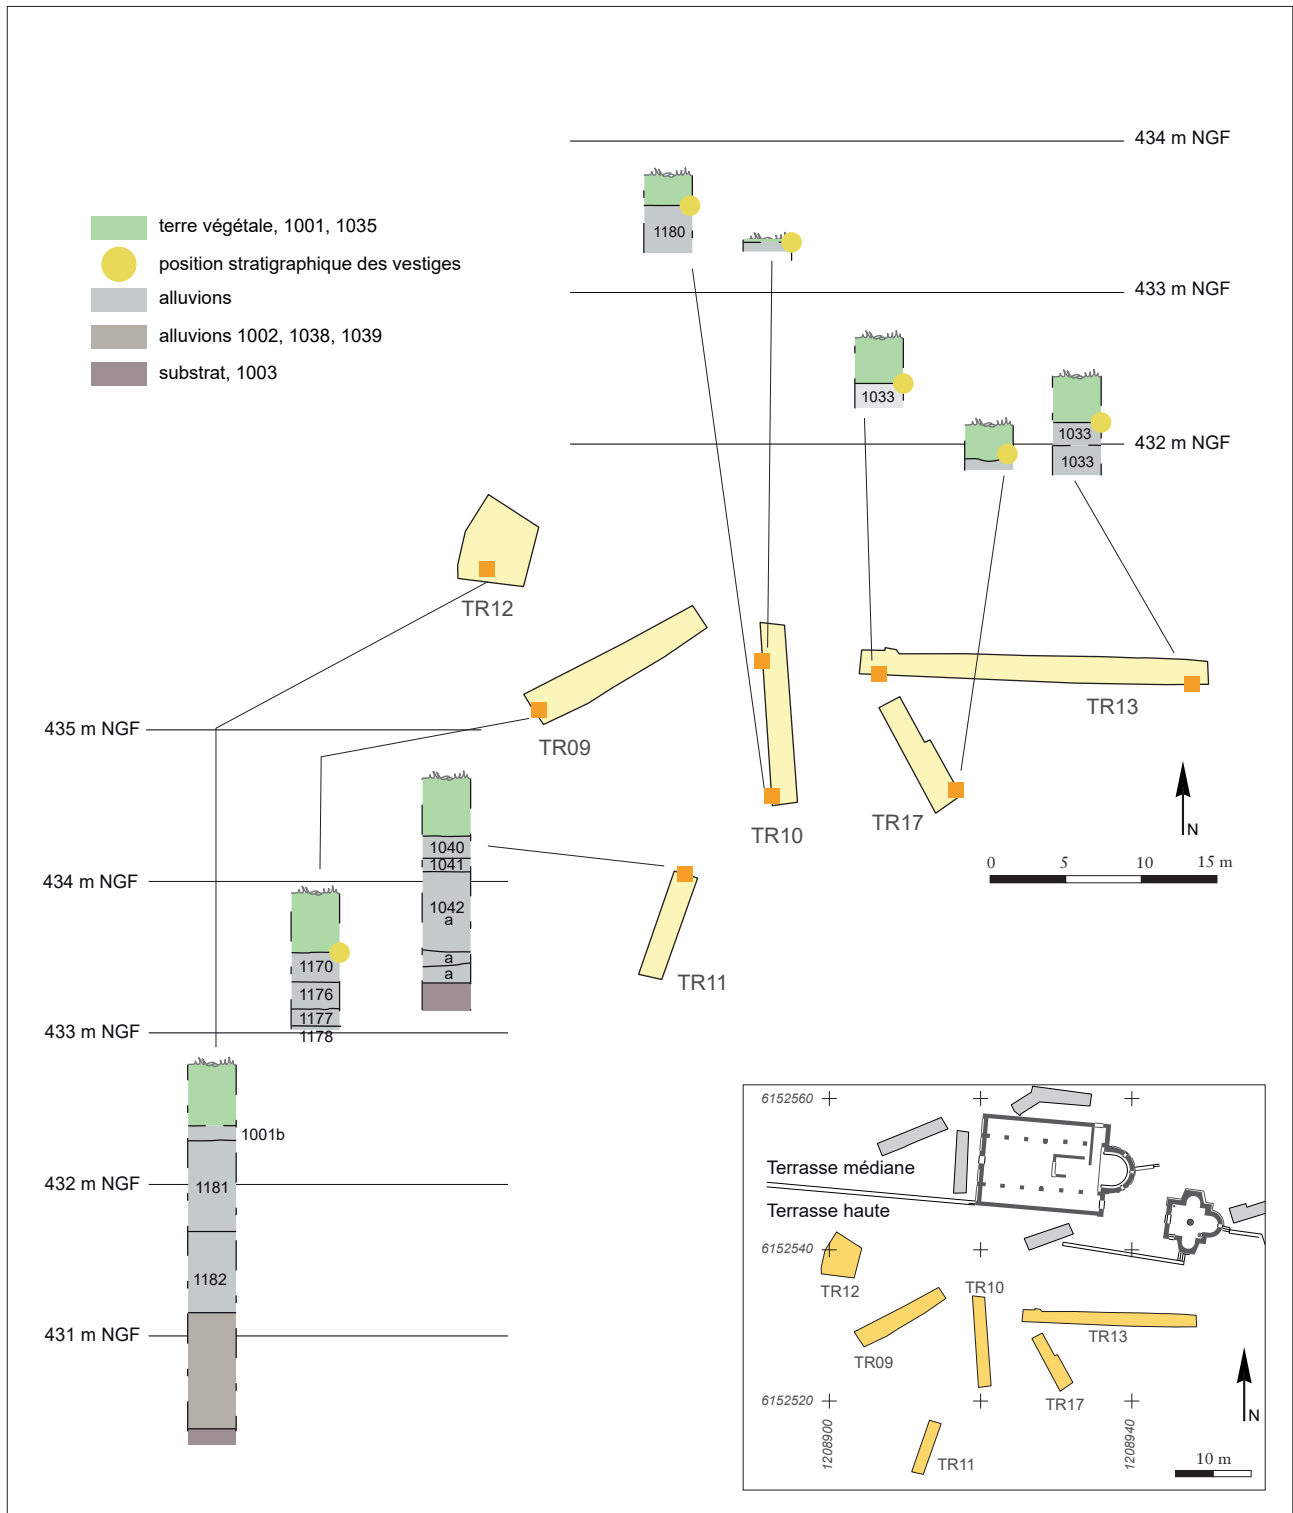 434 m NGF
terre végétale, 1001, 1035
1180
position stratigraphique des vestiges
433 m NGF
alluvions
alluvions 1002, 1038, 1039
substrat, 1003
1033
1033
432 m NGF
1033
TR12
TR13
435 m NGF
TR09
TR10
TR17
N
1040
1041
0 5 10 15 m
434 m NGF
1042
a
a
1170
a
TR11
1176
1177
433 m NGF
1178
6152560
1001b
Terrasse médiane
432 m NGF
1181
Terrasse haute
6152540
1182
TR12
TR10
431 m NGF
TR13
TR09
TR17
6152520
N
1208900
1208940
TR11
10 m